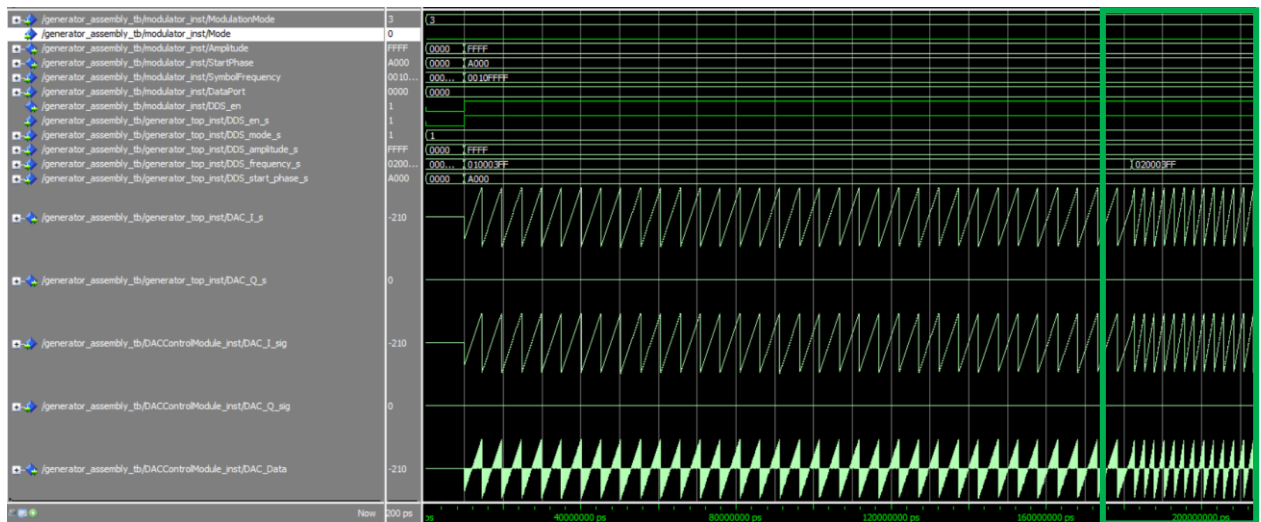 /generator_assembly_tb/modulator_inst/ModulationMode 3 (3
/generator_assembly_tb/modulator_inst/Mode 0
/generator_assembly_tb/modulator_inst/Amplitude FFFF (0000 FFFF
/generator_assembly_tb/modulator_inst/StartPhase A000 (0000 A000
/generator_assembly_tb/modulator_inst/SymbolFrequency 0010... 000... 0010FFFF
/generator_assembly_tb/modulator_inst/DataPort 0000 (0000
/generator_assembly_tb/modulator_inst/DDS_en 1
/generator_assembly_tb/generator_top_inst/DDS_en_s 1
/generator_assembly_tb/generator_top_inst/DDS_mode_s 1 (1
/generator_assembly_tb/generator_top_inst/DDS_amplitude_s FFFF (0000 FFFF
/generator_assembly_tb/generator_top_inst/DDS_frequency_s 0200... 000... 010003FF 020003FF
/generator_assembly_tb/generator_top_inst/DDS_start_phase_s A000 (0000 A000
/generator_assembly_tb/generator_top_inst/DAC_I_s -210
/generator_assembly_tb/generator_top_inst/DAC_Q_s 0
/generator_assembly_tb/DACControlModule_inst/DAC_I_sig -210
/generator_assembly_tb/DACControlModule_inst/DAC_Q_sig 0
/generator_assembly_tb/DACControlModule_inst/DAC_Data -210
Now 200 ps ps 40000000 ps 80000000 ps 120000000 ps 160000000 ps 200000000 ps